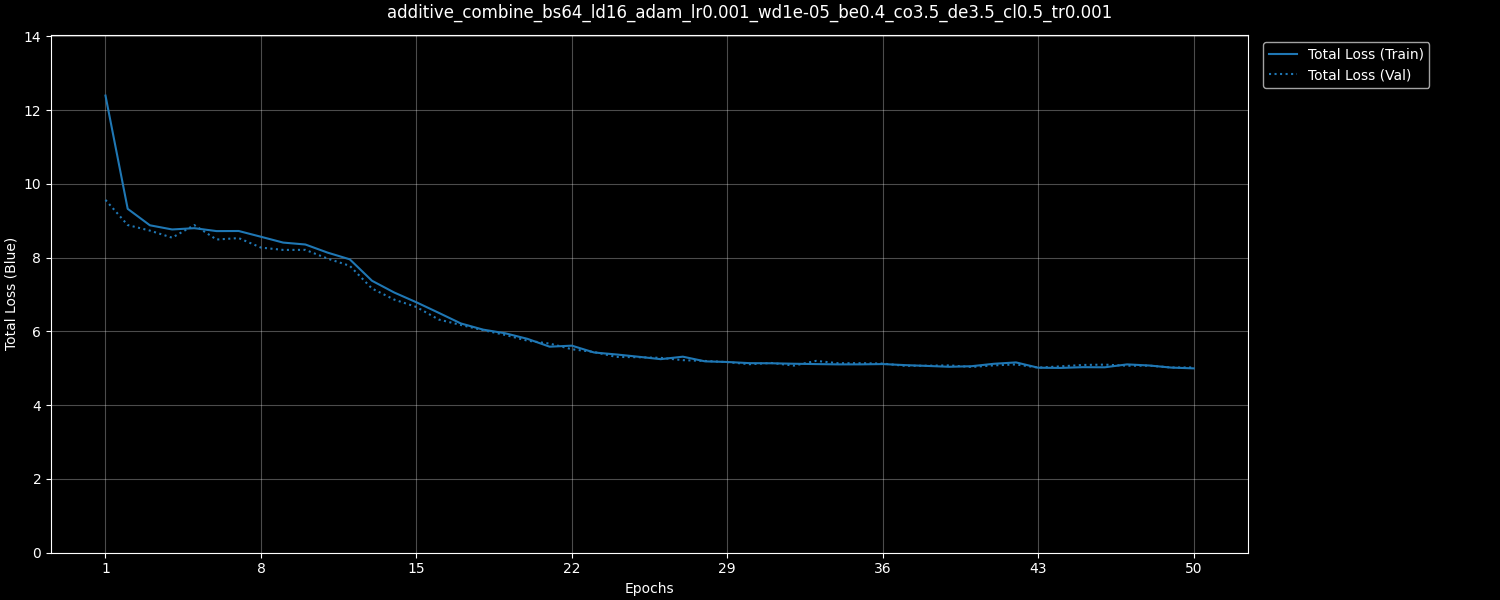 additive_combine_bs64_ld16_adam_lr0.001_wd1e-05_be0.4_co3.5_de3.5_cl0.5_tr0.001
Total Loss (Train)
Total Loss (Val)
Total Loss (Blue)
14
12
10
8
6
4
2
0
1 8 15 22 29 36 43 50
Epochs